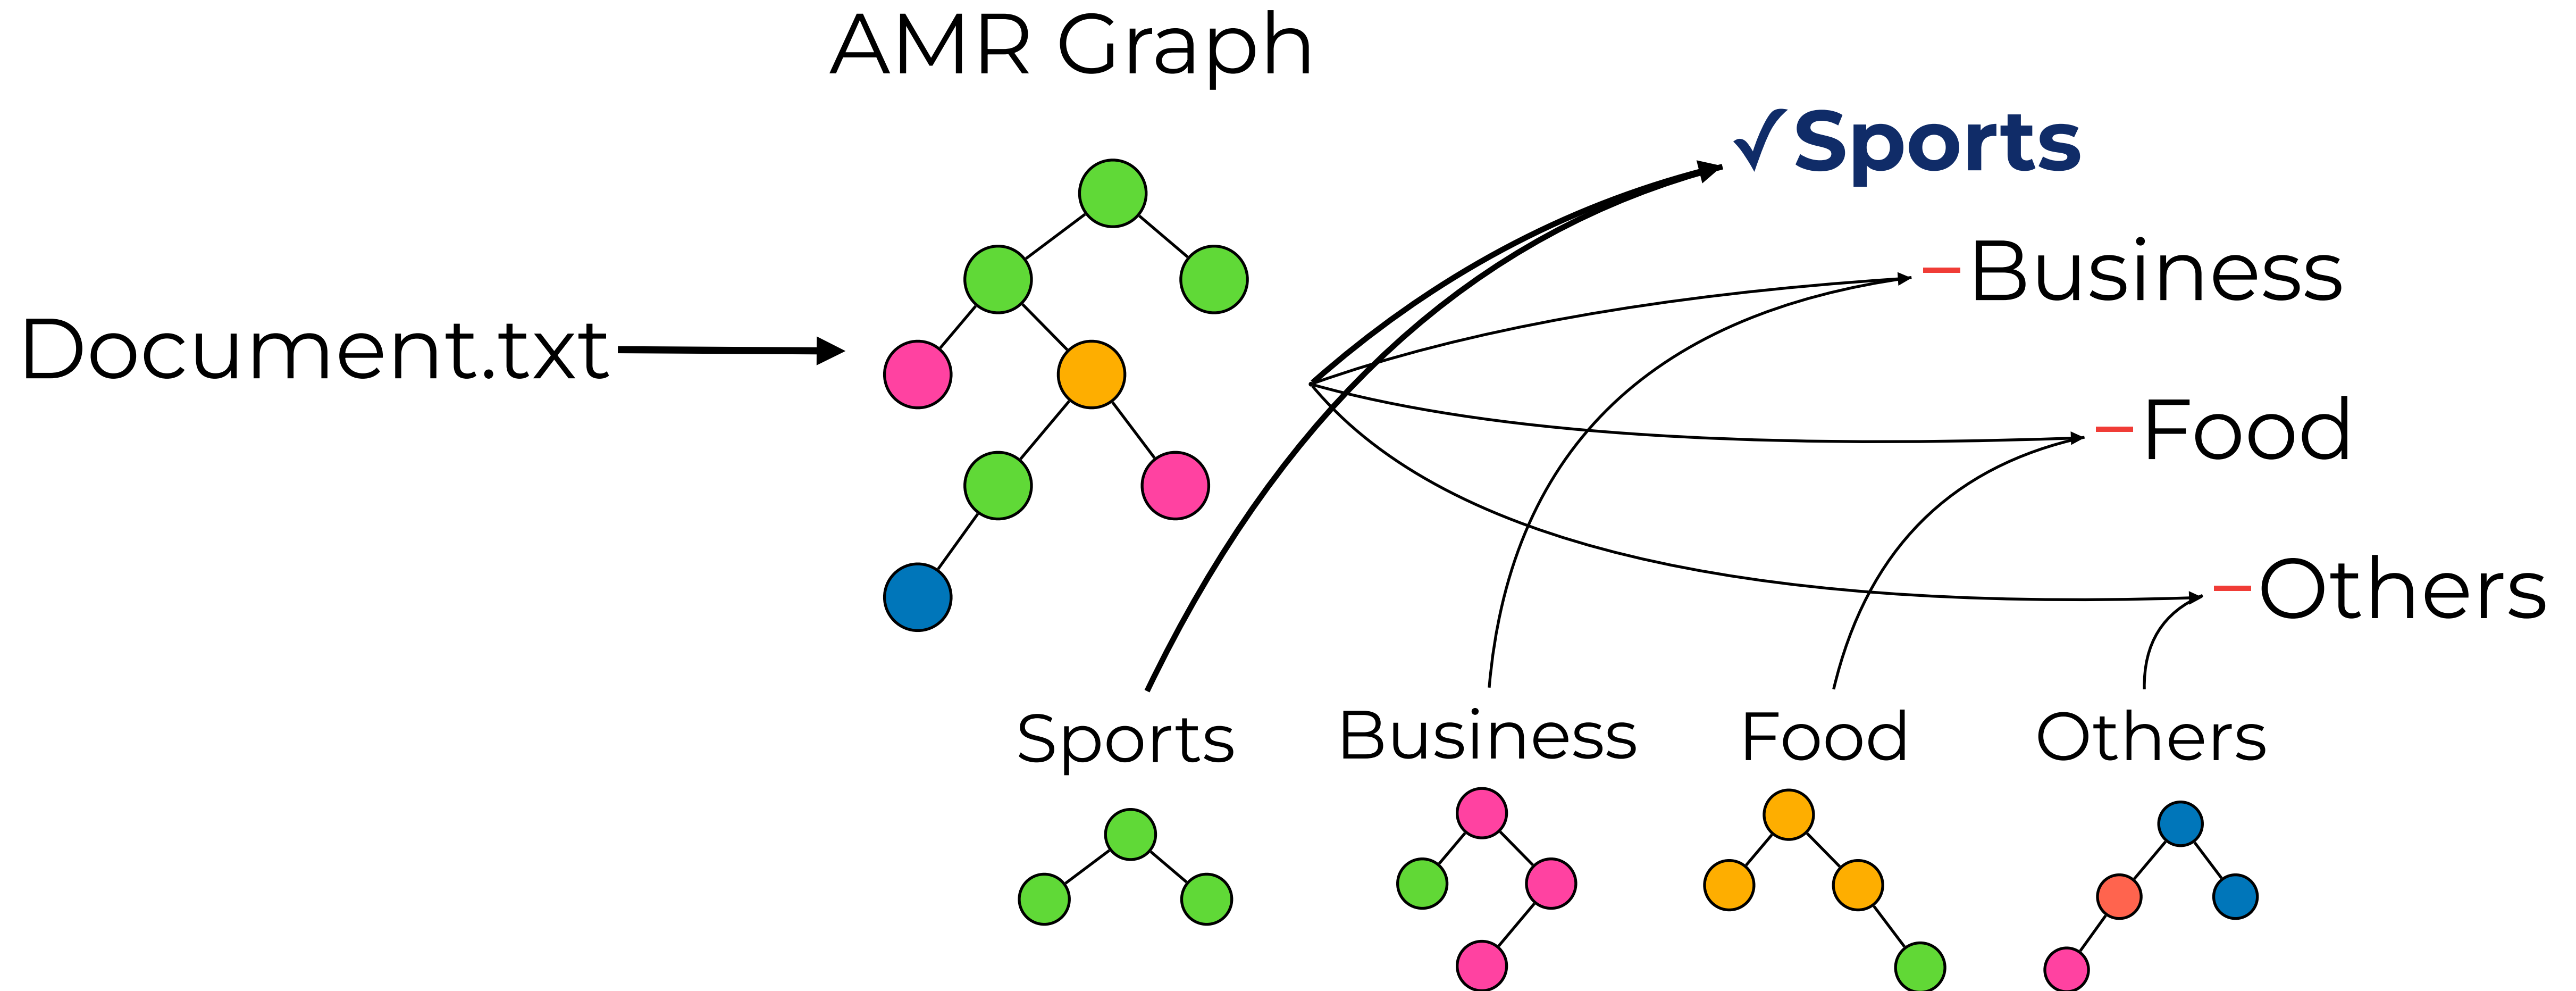 AMR Graph
Document.txt
✓Sports
–Business
–Food
–Others
Sports
Business
Food
Others